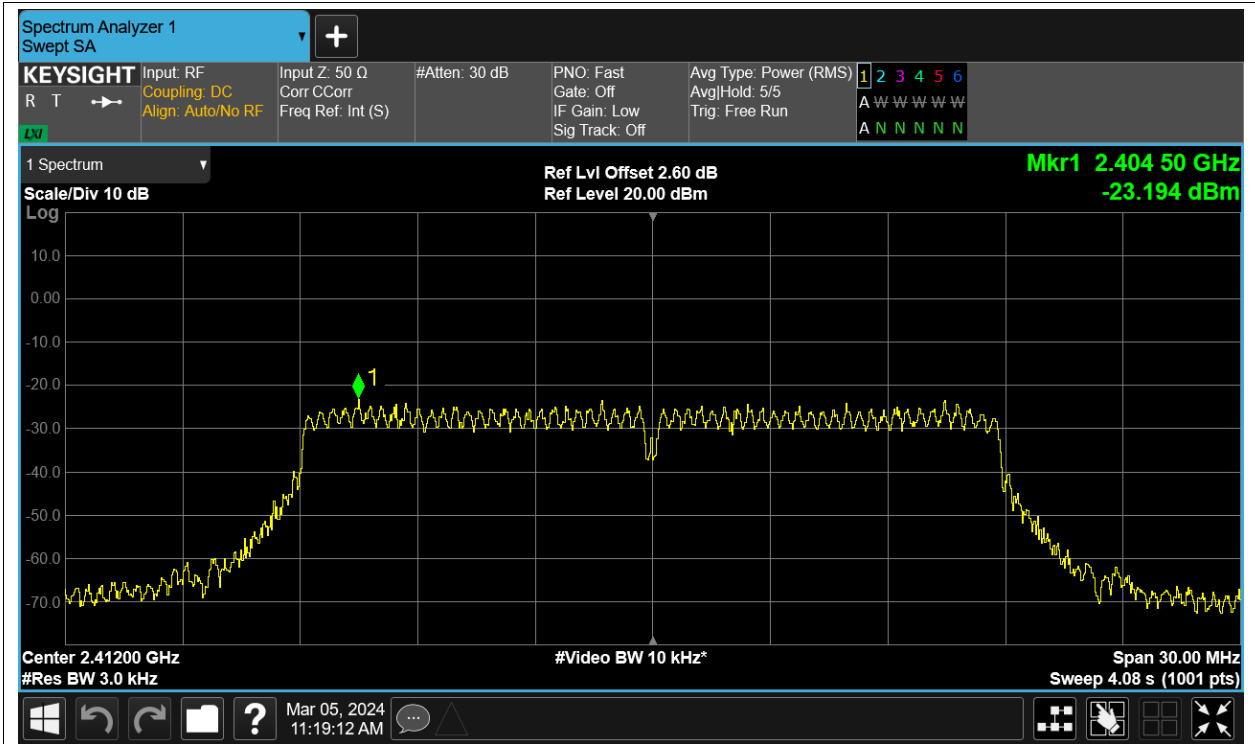 Spectrum Analyzer 1
Swept SA
KEYSIGHT
R T
LXI
Input: RF
Coupling: DC
Align: Auto/No RF
Input Z: 50 Ω
Corr CCorr
Freq Ref: Int (S)
#Atten: 30 dB
PNO: Fast
Gate: Off
IF Gain: Low
Sig Track: Off
Avg Type: Power (RMS)
Avg|Hold: 5/5
Trig: Free Run
1 2 3 4 5 6
A W W W W W
A N N N N N
1 Spectrum
Scale/Div 10 dB
Log
Ref Lvl Offset 2.60 dB
Ref Level 20.00 dBm
Mkr1 2.404 50 GHz
-23.194 dBm
10.0
0.00
-10.0
-20.0
-30.0
-40.0
-50.0
-60.0
-70.0
1
Center 2.41200 GHz
#Res BW 3.0 kHz
#Video BW 10 kHz*
Span 30.00 MHz
Sweep 4.08 s (1001 pts)
?
Mar 05, 2024
11:19:12 AM